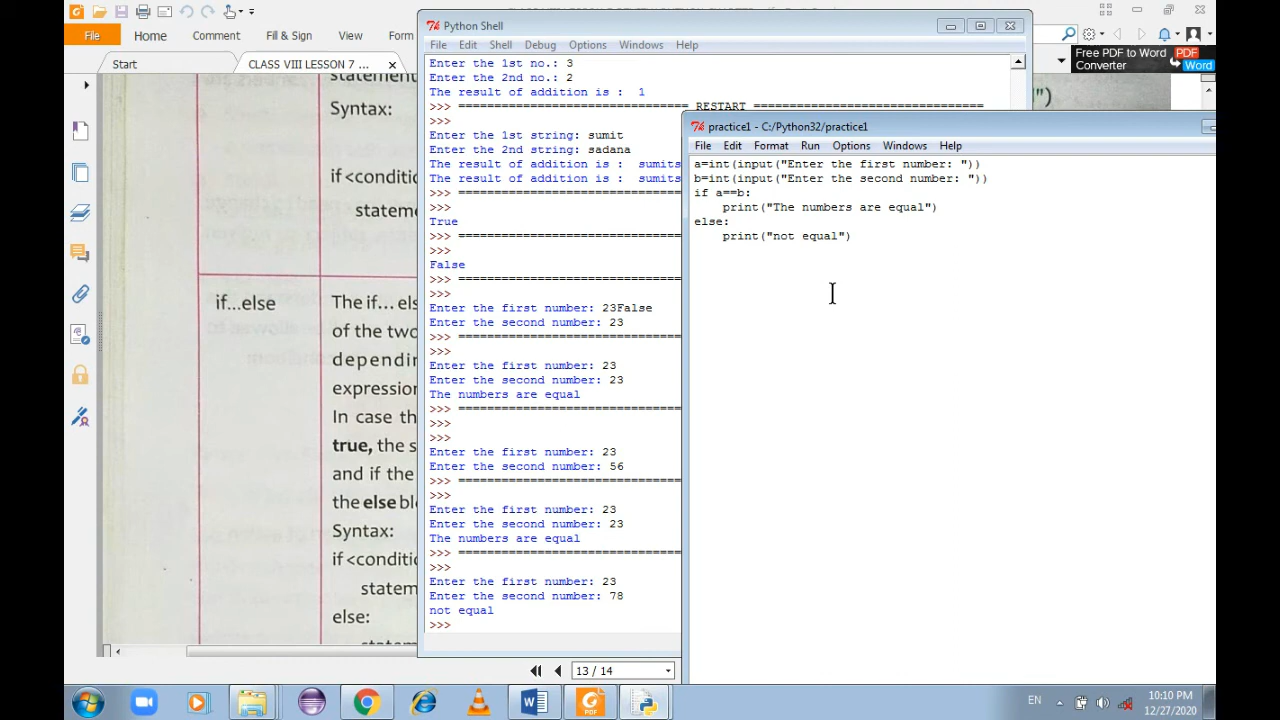 File
Home
Comment
Fill & Sign
View
Form
Free PDF to Word
Converter
PDF
Word
Start
CLASS VIII LESSON 7 ...
statement
Syntax:
if <conditi
statemen
if...else
The if... els
of the two
depending
expression
In case th
true, the s
and if the
the else blo
Syntax:
if <conditio
statem
else:
13 / 14
Python Shell
File Edit Shell Debug Options Windows Help
Enter the 1st no.: 3
Enter the 2nd no.: 2
The result of addition is :  1
>>> ================================ RESTART ================================
>>>
Enter the 1st string: sumit
Enter the 2nd string: sadana
The result of addition is :  sumits
The result of addition is :  sumits
>>> ================================
>>>
True
>>> ================================
>>>
False
>>> ================================
>>>
Enter the first number: 23False
Enter the second number: 23
>>> ================================
>>>
Enter the first number: 23
Enter the second number: 23
The numbers are equal
>>> ================================
>>>
>>>
Enter the first number: 23
Enter the second number: 56
>>> ================================
>>>
Enter the first number: 23
Enter the second number: 23
The numbers are equal
>>> ================================
>>>
Enter the first number: 23
Enter the second number: 78
not equal
>>>
practice1 - C:/Python32/practice1
File Edit Format Run Options Windows Help
a=int(input("Enter the first number: "))
b=int(input("Enter the second number: "))
if a==b:
    print("The numbers are equal")
else:
    print("not equal")
")
EN
10:10 PM
12/27/2020